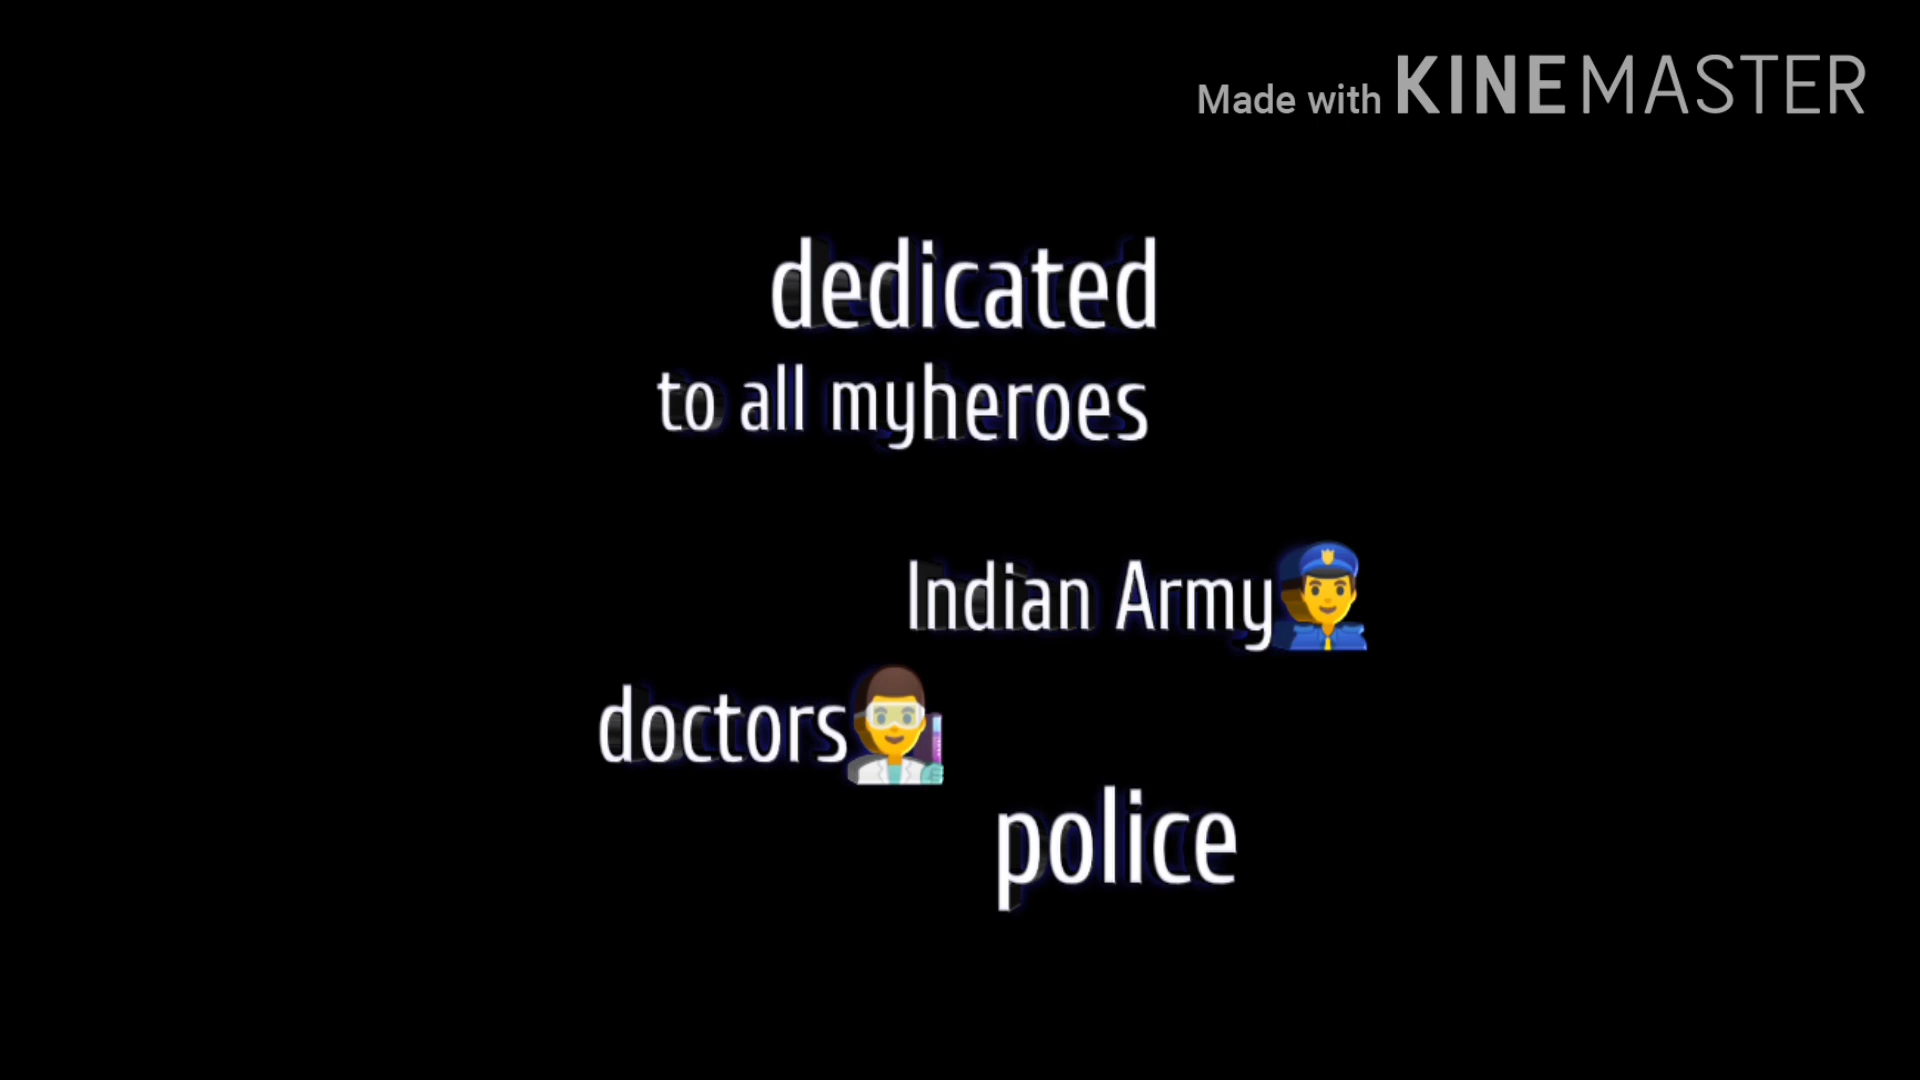 Made with KINEMASTER
dedicated
to all myheroes
Indian Army👮‍♂️
doctors👨‍🔬
police